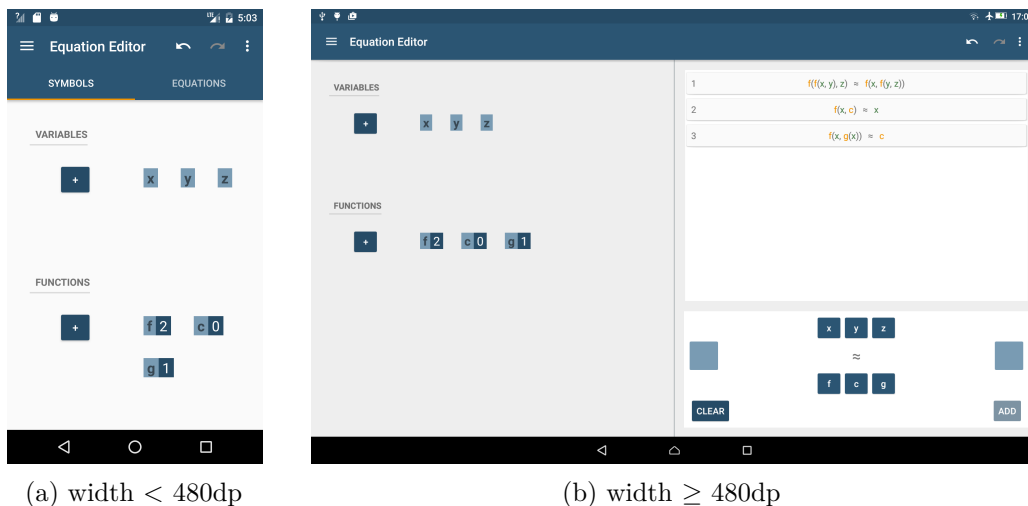 LTE 5:03
Equation Editor
SYMBOLS EQUATIONS
VARIABLES
+ x y z
FUNCTIONS
+ f 2 c 0
g 1
(a) width < 480dp
17:0
Equation Editor
VARIABLES
+ x y z
FUNCTIONS
+ f 2 c 0 g 1
1 f(f(x, y), z) ≈ f(x, f(y, z))
2 f(x, c) ≈ x
3 f(x, g(x)) ≈ c
x y z
≈
f c g
CLEAR ADD
(b) width ≥ 480dp